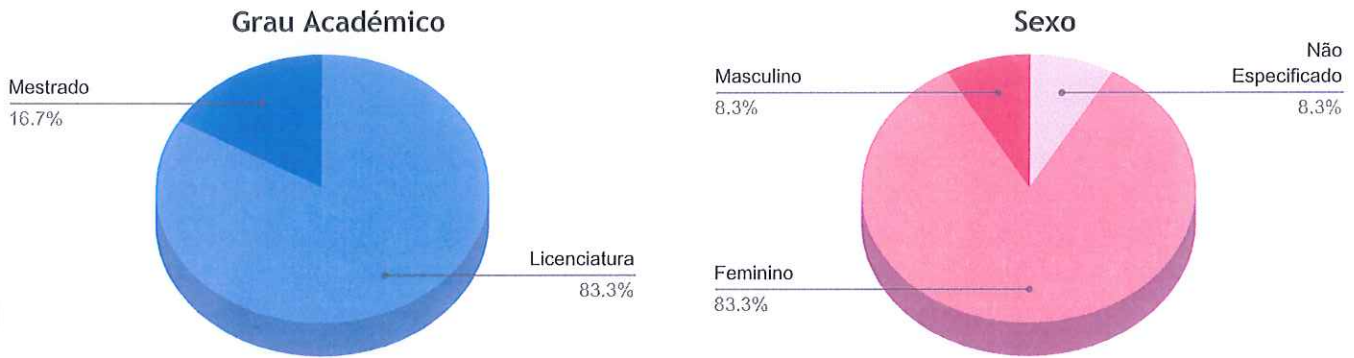 Grau Académico
Mestrado
16.7%
Licenciatura
83.3%
Sexo
Masculino
8.3%
Não
Especificado
8.3%
Feminino
83.3%